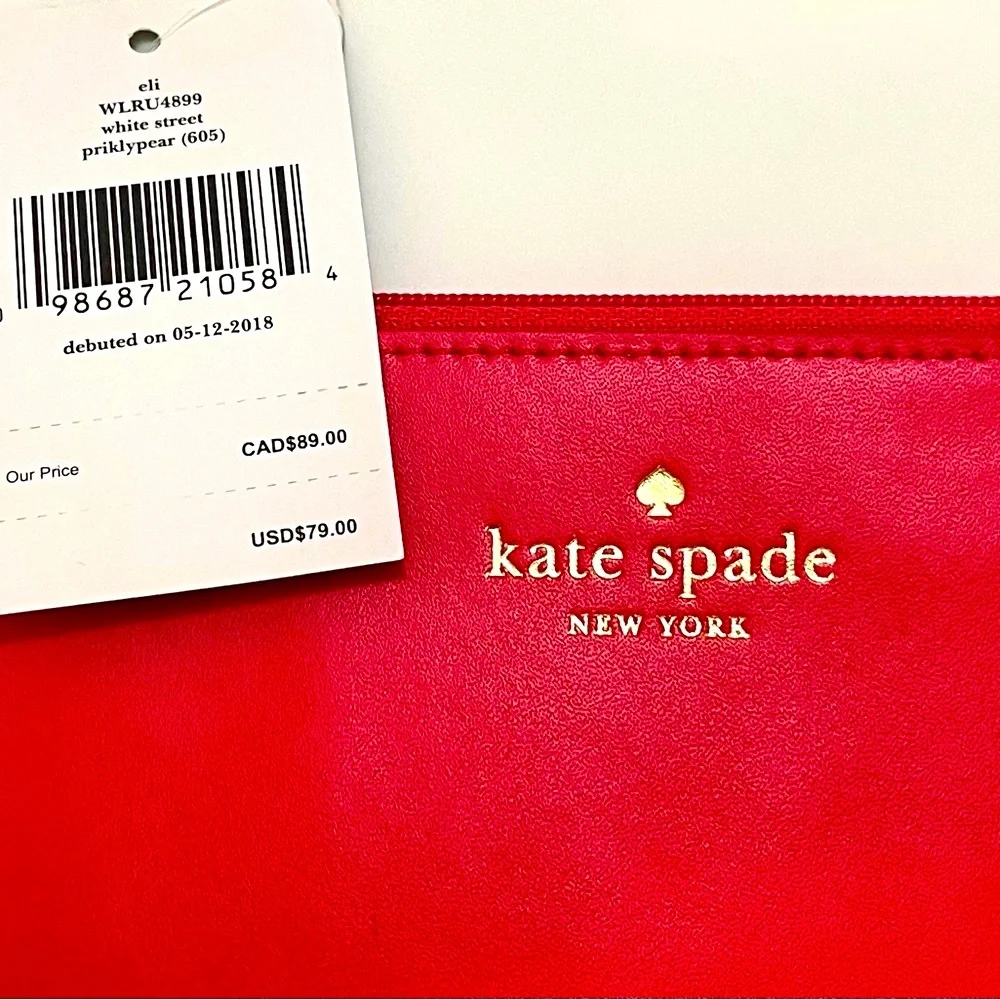 eli
WLRU4899
white street
priklypear (605)
98687 21058 4
debuted on 05-12-2018
CAD$89.00
Our Price
USD$79.00
kate spade
NEW YORK